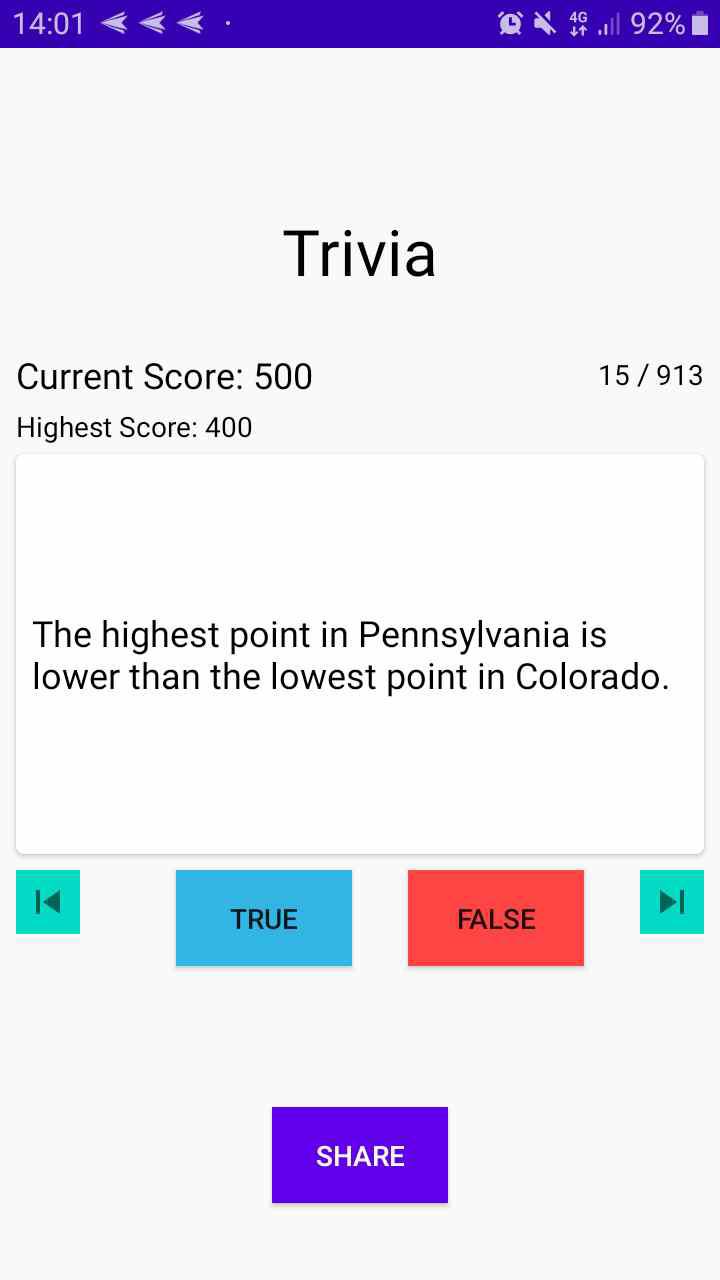 14:01
4G
92%
Trivia
Current Score: 500
15 / 913
Highest Score: 400
The highest point in Pennsylvania is
lower than the lowest point in Colorado.
TRUE
FALSE
SHARE